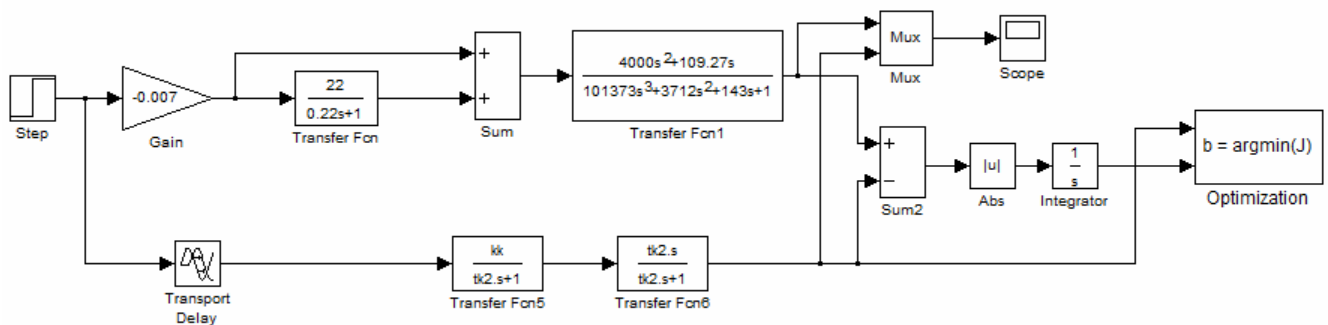 Step
-0.007
Gain
22
0.22s+1
Transfer Fcn
+
+
Sum
4000s²+109.27s
101373s³+3712s²+143s+1
Transfer Fcn1
Mux
Mux
Scope
+
−
Sum2
|u|
Abs
1
s
Integrator
b = argmin(J)
Optimization
Transport
Delay
kk
tk2.s+1
Transfer Fcn5
tk2.s
tk2.s+1
Transfer Fcn6